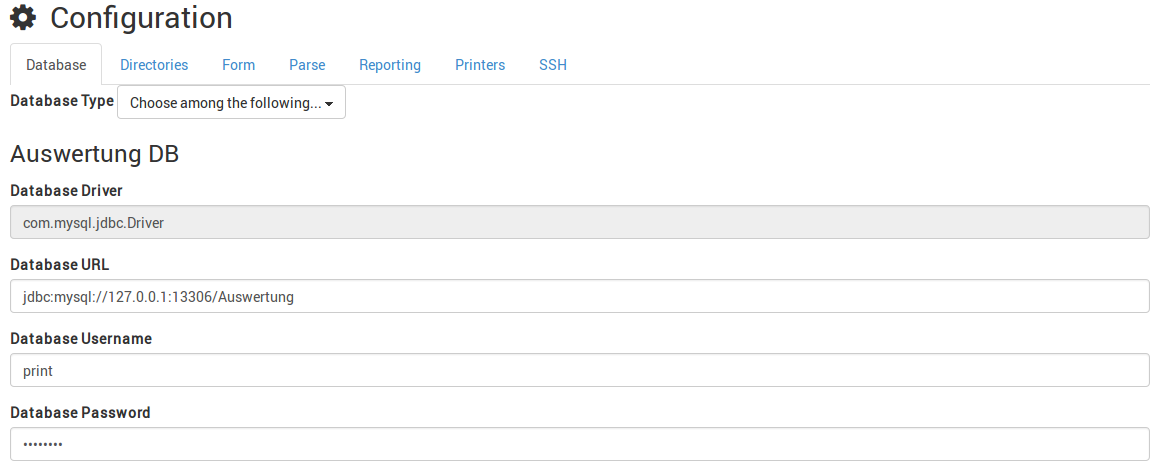 Configuration
Database Directories Form Parse Reporting Printers SSH
Database Type Choose among the following...
Auswertung DB
Database Driver
com.mysql.jdbc.Driver
Database URL
jdbc:mysql://127.0.0.1:13306/Auswertung
Database Username
print
Database Password
••••••••